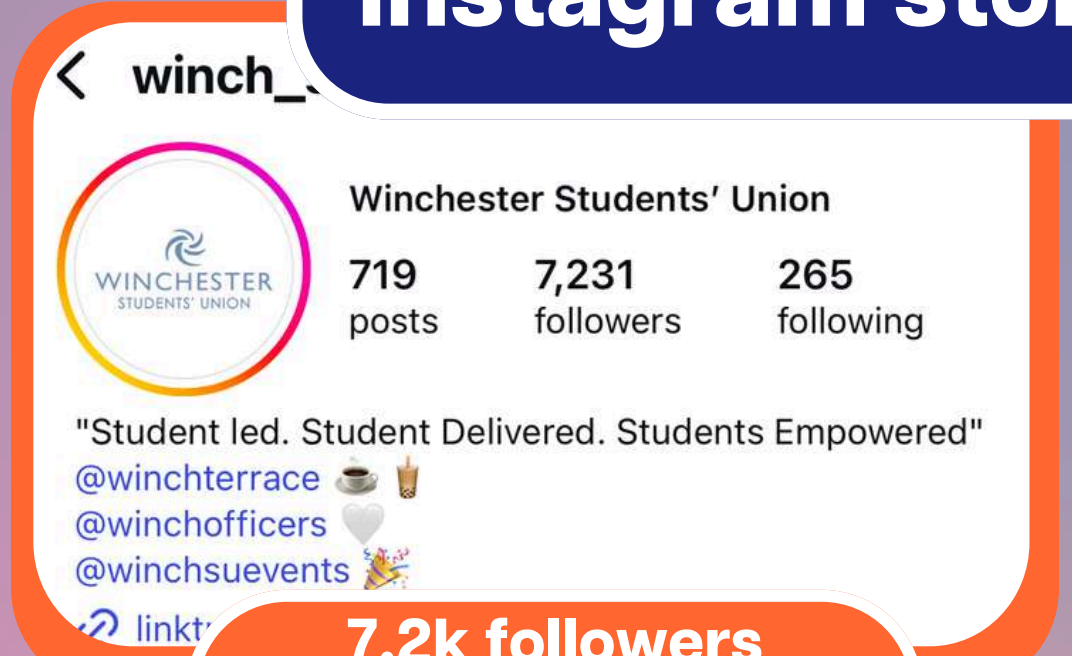 Instagram
winch_
WINCHESTER
STUDENTS' UNION
Winchester Students’ Union
719
7,231
265
posts
followers
following
"Student led. Student Delivered. Students Empowered"
@winchterrace ☕ 🧋
@winchofficers 🤍
@winchsuevents 🎉
7.2k followers